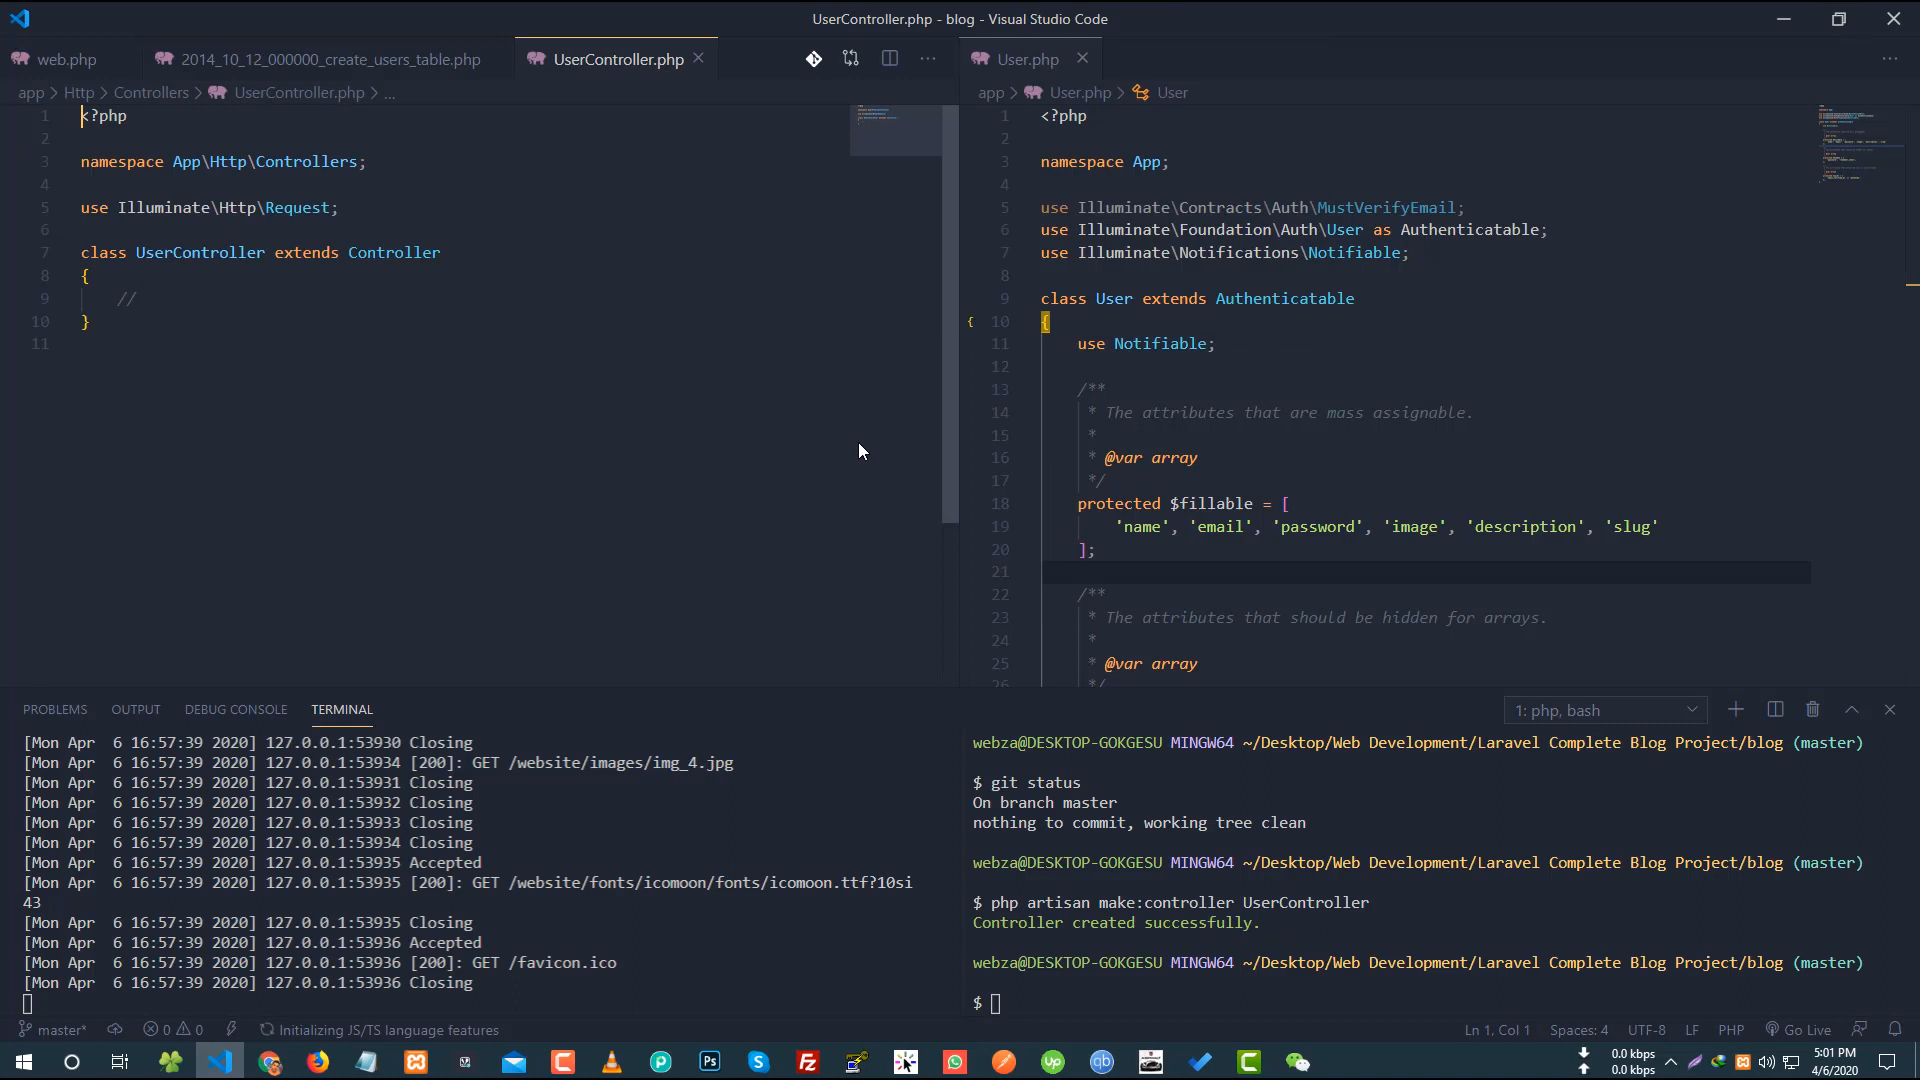 UserController.php - blog - Visual Studio Code
web.php
2014_10_12_000000_create_users_table.php
UserController.php
User.php
app > Http > Controllers > UserController.php > ...
app > User.php > User
1 <?php
2
3 namespace App\Http\Controllers;
4
5 use Illuminate\Http\Request;
6
7 class UserController extends Controller
8 {
9 //
10 }
11
1 <?php
2
3 namespace App;
4
5 use Illuminate\Contracts\Auth\MustVerifyEmail;
6 use Illuminate\Foundation\Auth\User as Authenticatable;
7 use Illuminate\Notifications\Notifiable;
8
9 class User extends Authenticatable
{ 10 {
11 use Notifiable;
12
13 /**
14 * The attributes that are mass assignable.
15 *
16 * @var array
17 */
18 protected $fillable = [
19 'name', 'email', 'password', 'image', 'description', 'slug'
20 ];
21
22 /**
23 * The attributes that should be hidden for arrays.
24 *
25 * @var array
26 */
PROBLEMS OUTPUT DEBUG CONSOLE TERMINAL
1: php, bash
[Mon Apr  6 16:57:39 2020] 127.0.0.1:53930 Closing
[Mon Apr  6 16:57:39 2020] 127.0.0.1:53934 [200]: GET /website/images/img_4.jpg
[Mon Apr  6 16:57:39 2020] 127.0.0.1:53931 Closing
[Mon Apr  6 16:57:39 2020] 127.0.0.1:53932 Closing
[Mon Apr  6 16:57:39 2020] 127.0.0.1:53933 Closing
[Mon Apr  6 16:57:39 2020] 127.0.0.1:53934 Closing
[Mon Apr  6 16:57:39 2020] 127.0.0.1:53935 Accepted
[Mon Apr  6 16:57:39 2020] 127.0.0.1:53935 [200]: GET /website/fonts/icomoon/fonts/icomoon.ttf?10si
43
[Mon Apr  6 16:57:39 2020] 127.0.0.1:53935 Closing
[Mon Apr  6 16:57:39 2020] 127.0.0.1:53936 Accepted
[Mon Apr  6 16:57:39 2020] 127.0.0.1:53936 [200]: GET /favicon.ico
[Mon Apr  6 16:57:39 2020] 127.0.0.1:53936 Closing
webza@DESKTOP-GOKGESU MINGW64 ~/Desktop/Web Development/Laravel Complete Blog Project/blog (master)
$ git status
On branch master
nothing to commit, working tree clean
webza@DESKTOP-GOKGESU MINGW64 ~/Desktop/Web Development/Laravel Complete Blog Project/blog (master)
$ php artisan make:controller UserController
Controller created successfully.
webza@DESKTOP-GOKGESU MINGW64 ~/Desktop/Web Development/Laravel Complete Blog Project/blog (master)
$
master* 0 0 Initializing JS/TS language features
Ln 1, Col 1 Spaces: 4 UTF-8 LF PHP Go Live
0.0 kbps
0.0 kbps
5:01 PM
4/6/2020